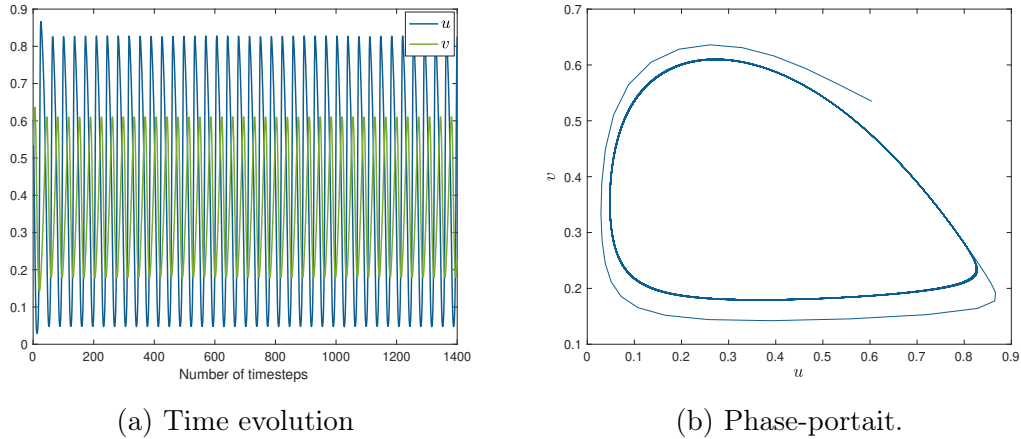 0.9
0.8
0.7
0.6
0.5
0.4
0.3
0.2
0.1
0
0 200 400 600 800 1000 1200 1400
Number of timesteps
u
v
0.7
0.6
0.5
0.4
0.3
0.2
0.1
v
0 0.1 0.2 0.3 0.4 0.5 0.6 0.7 0.8 0.9
u
(a) Time evolution
(b) Phase-portait.